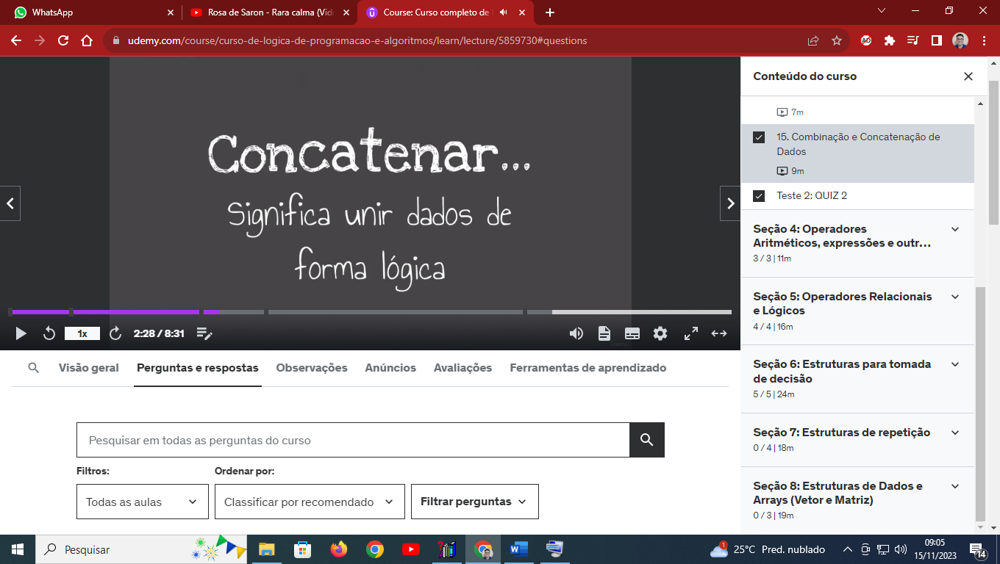 WhatsApp
Rosa de Saron - Rara calma (Vid
Course: Curso completo de
udemy.com/course/curso-de-logica-de-programacao-e-algoritmos/learn/lecture/5859730#questions
Concatenar...
Significa unir dados de
forma lógica
1x
2:28 / 8:31
Conteúdo do curso
7m
15. Combinação e Concatenação de
Dados
9m
Teste 2: QUIZ 2
Seção 4: Operadores
Aritméticos, expressões e outr...
3 / 3 | 11m
Seção 5: Operadores Relacionais
e Lógicos
4 / 4 | 16m
Seção 6: Estruturas para tomada
de decisão
5 / 5 | 24m
Seção 7: Estruturas de repetição
0 / 4 | 18m
Seção 8: Estruturas de Dados e
Arrays (Vetor e Matriz)
0 / 3 | 19m
Visão geral Perguntas e respostas Observações Anúncios Avaliações Ferramentas de aprendizado
Pesquisar em todas as perguntas do curso
Filtros: Ordenar por:
Todas as aulas Classificar por recomendado Filtrar perguntas
Pesquisar
1
25°C Pred. nublado
09:05
15/11/2023
14